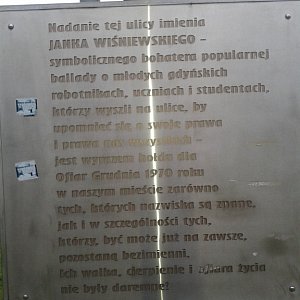 Nadanie tej ulicy imienia
JANKA WIŚNIEWSKIEGO –
symbolicznego bohatera popularnej
ballady o młodych gdyńskich
robotnikach, uczniach i studentach,
którzy wyszli na ulice, by
upomnieć się o swoje prawa
i prawa nas wszystkich –
jest wyrazem hołdu dla
Ofiar Grudnia 1970 roku
w naszym mieście zarówno
tych, których nazwiska są znane,
jak i w szczególności tych,
którzy, być może już na zawsze,
pozostaną bezimienni.
Ich walka, cierpienie i ofiara życia
nie były daremne!